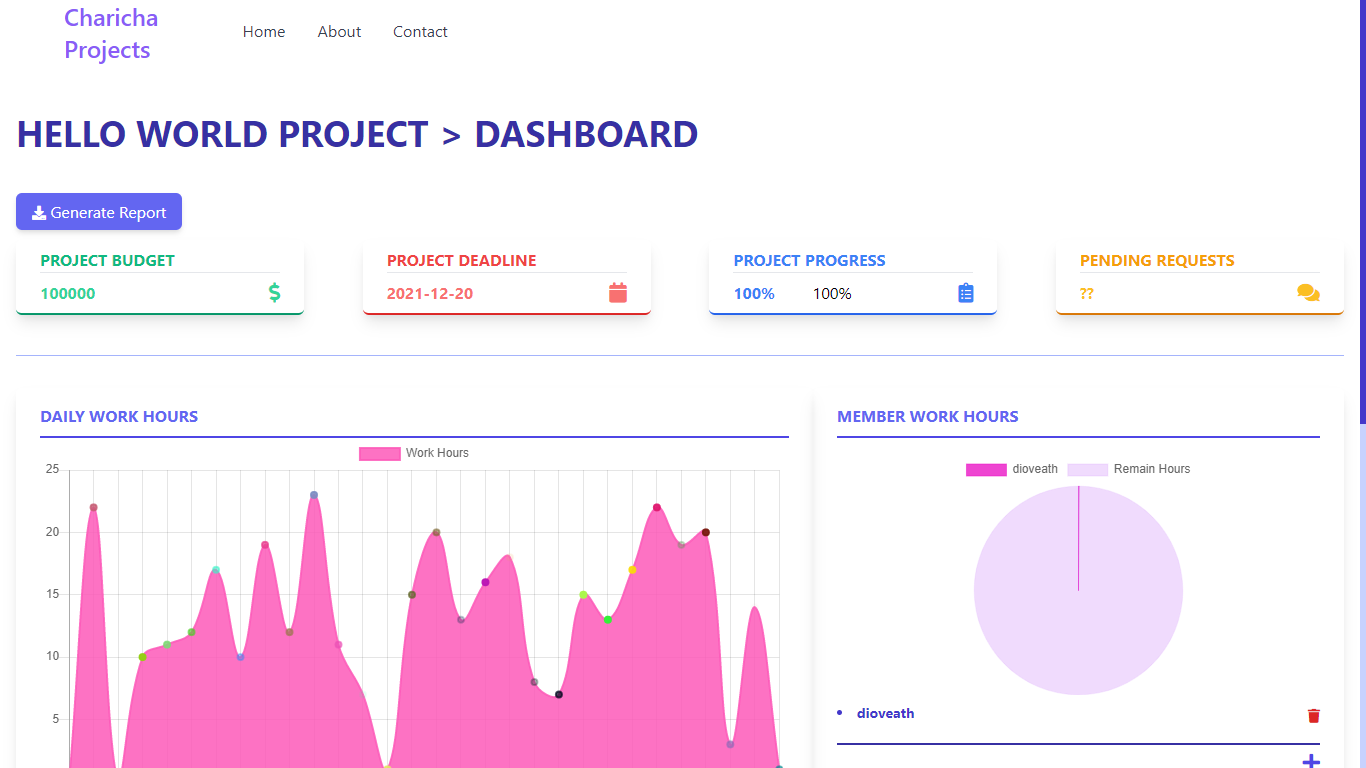 Charicha
Projects
Home About Contact
HELLO WORLD PROJECT > DASHBOARD
Generate Report
PROJECT BUDGET
100000
PROJECT DEADLINE
2021-12-20
PROJECT PROGRESS
100% 100%
PENDING REQUESTS
??
DAILY WORK HOURS
Work Hours
25
20
15
10
5
MEMBER WORK HOURS
dioveath Remain Hours
dioveath